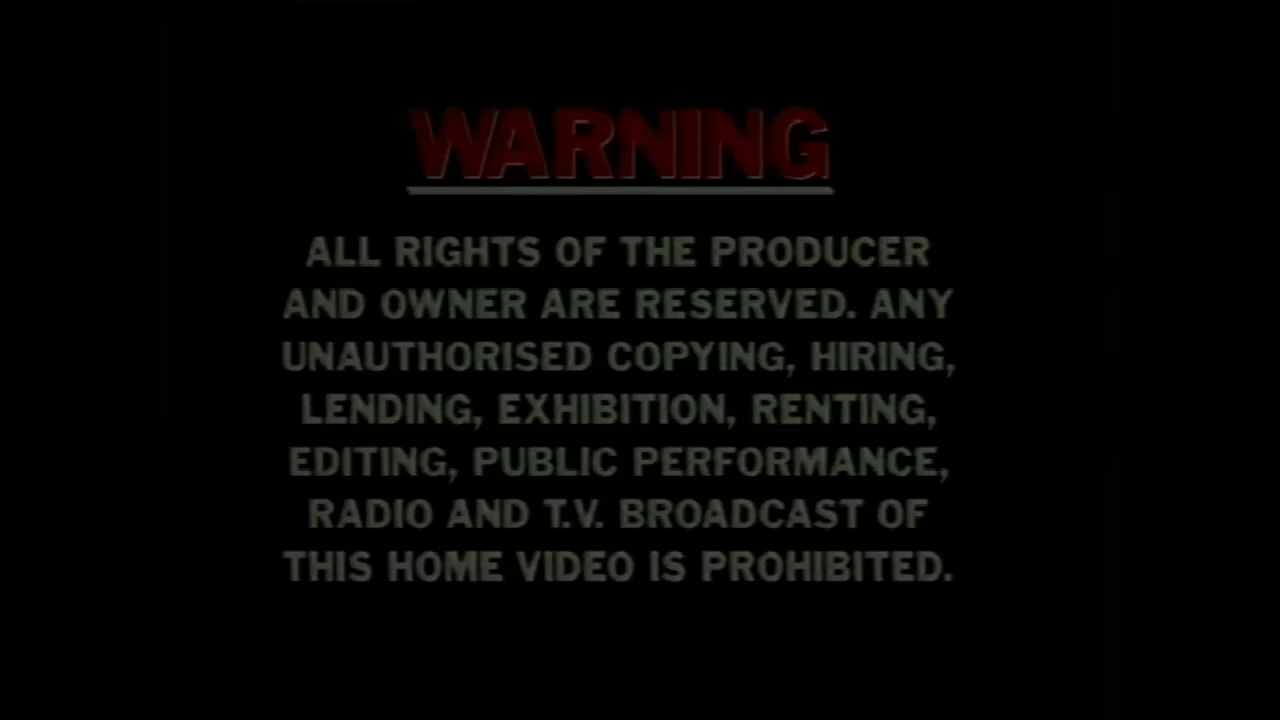 WARNING
ALL RIGHTS OF THE PRODUCER
AND OWNER ARE RESERVED. ANY
UNAUTHORISED COPYING, HIRING,
LENDING, EXHIBITION, RENTING,
EDITING, PUBLIC PERFORMANCE,
RADIO AND T.V. BROADCAST OF
THIS HOME VIDEO IS PROHIBITED.